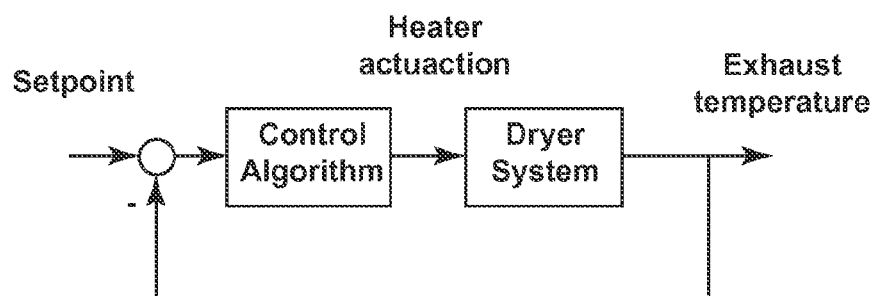 Heater
actuaction
Setpoint
Exhaust
temperature
Control
Algorithm
Dryer
System
-